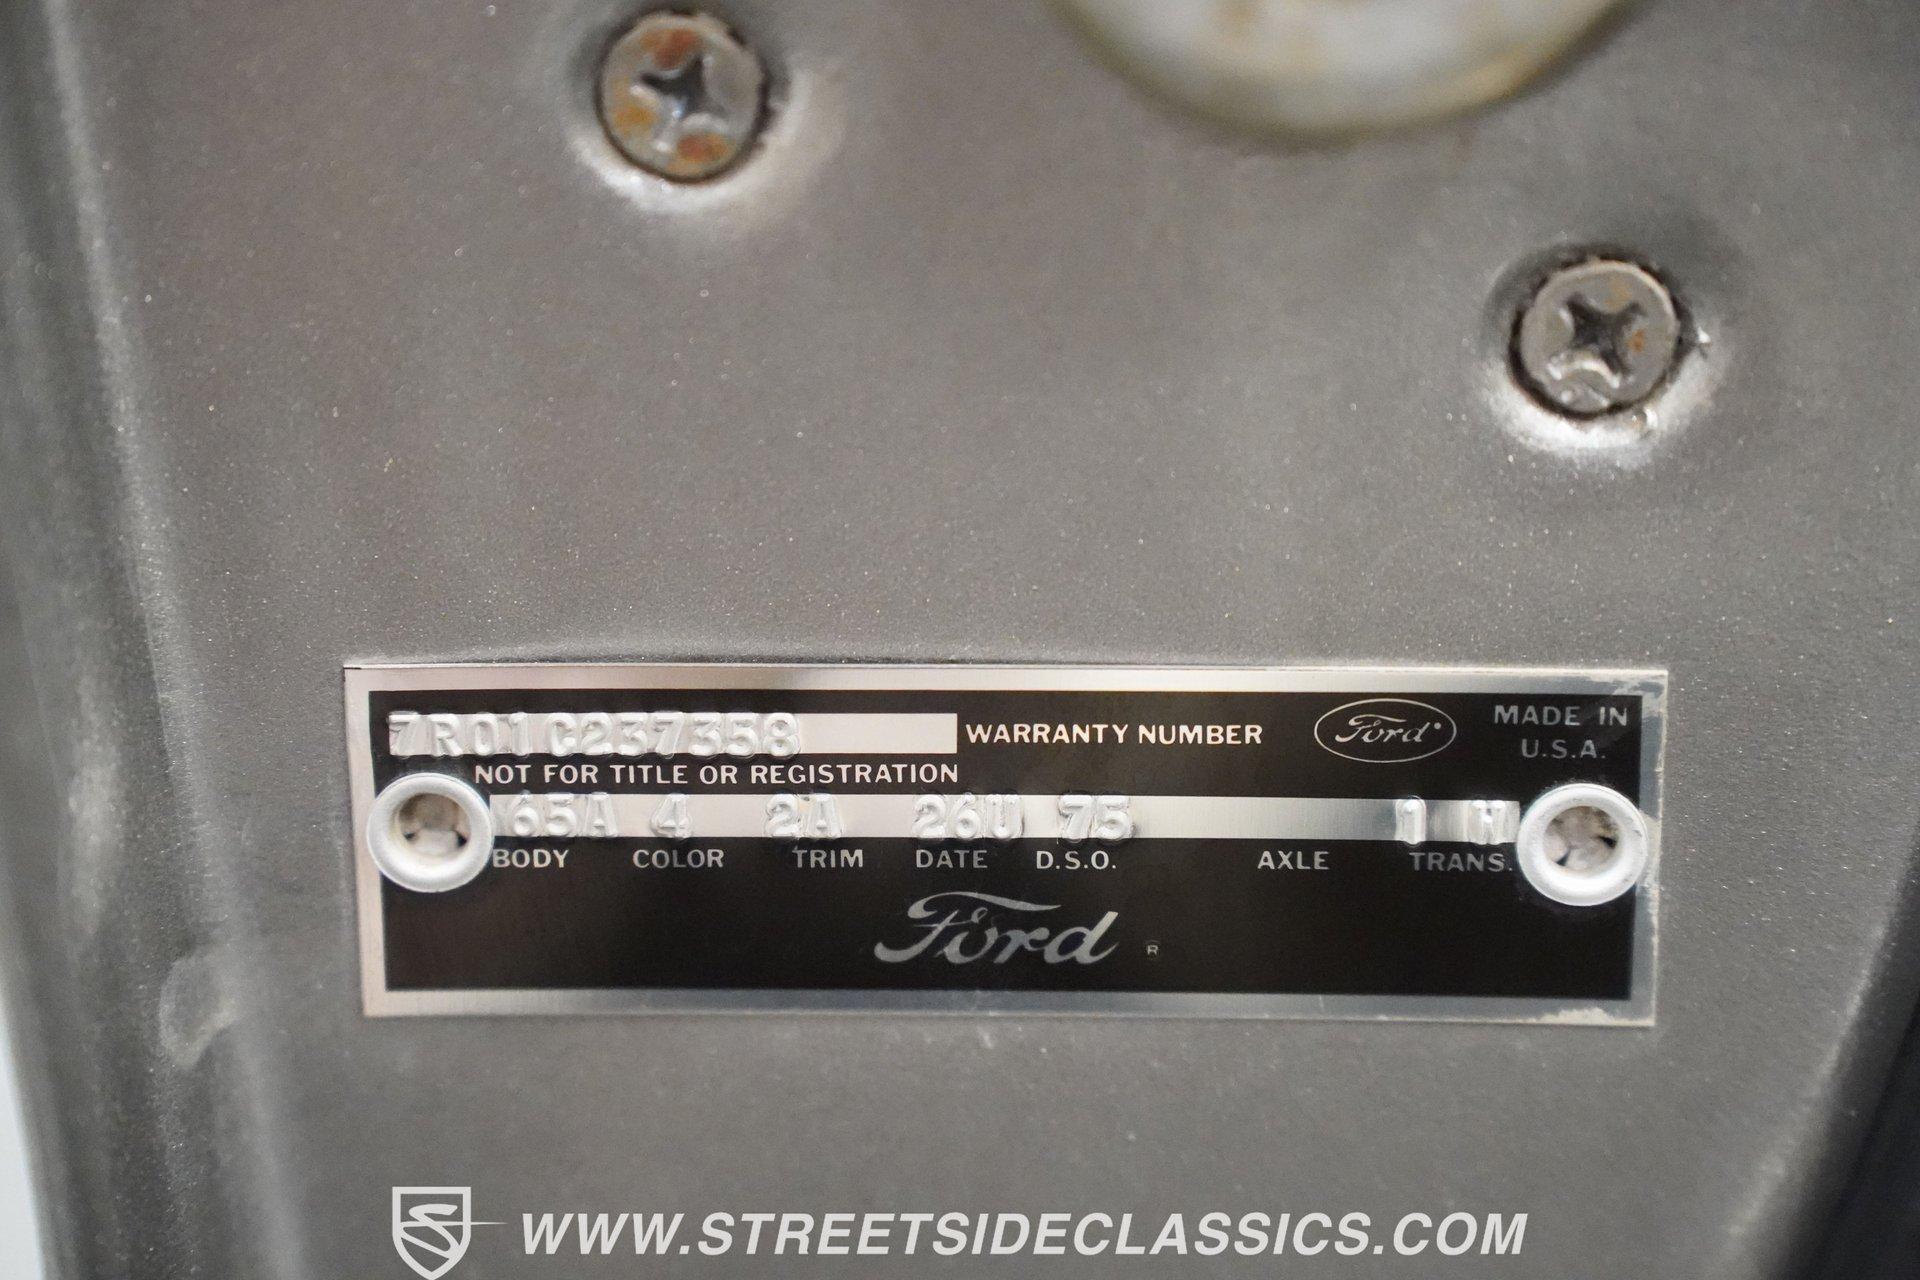 7R01C237358 WARRANTY NUMBER Ford MADE IN U.S.A.
NOT FOR TITLE OR REGISTRATION
65A 4 2A 26U 75 1 W
BODY COLOR TRIM DATE D.S.O. AXLE TRANS.
Ford R
WWW.STREETSIDECLASSICS.COM